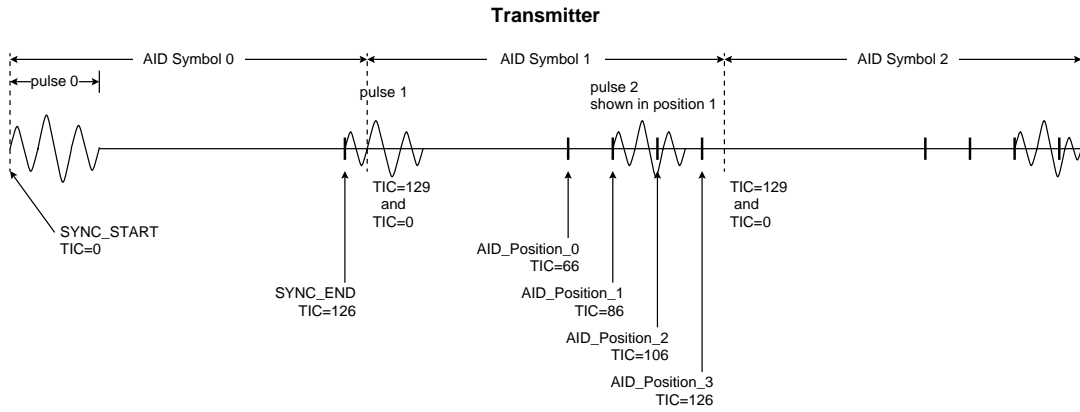 Transmitter
AID Symbol 0
AID Symbol 1
AID Symbol 2
pulse 0
pulse 1
pulse 2
shown in position 1
TIC=129
and
TIC=0
TIC=129
and
TIC=0
SYNC_START
TIC=0
AID_Position_0
TIC=66
SYNC_END
TIC=126
AID_Position_1
TIC=86
AID_Position_2
TIC=106
AID_Position_3
TIC=126